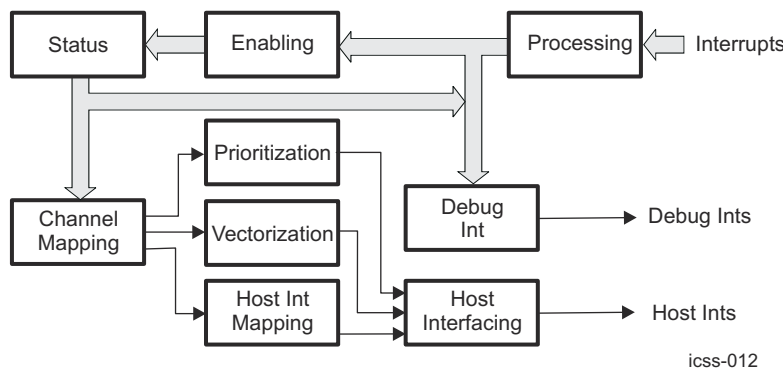 Status
Enabling
Processing
Interrupts
Prioritization
Channel
Mapping
Vectorization
Debug
Int
Debug Ints
Host Int
Mapping
Host
Interfacing
Host Ints
icss-012